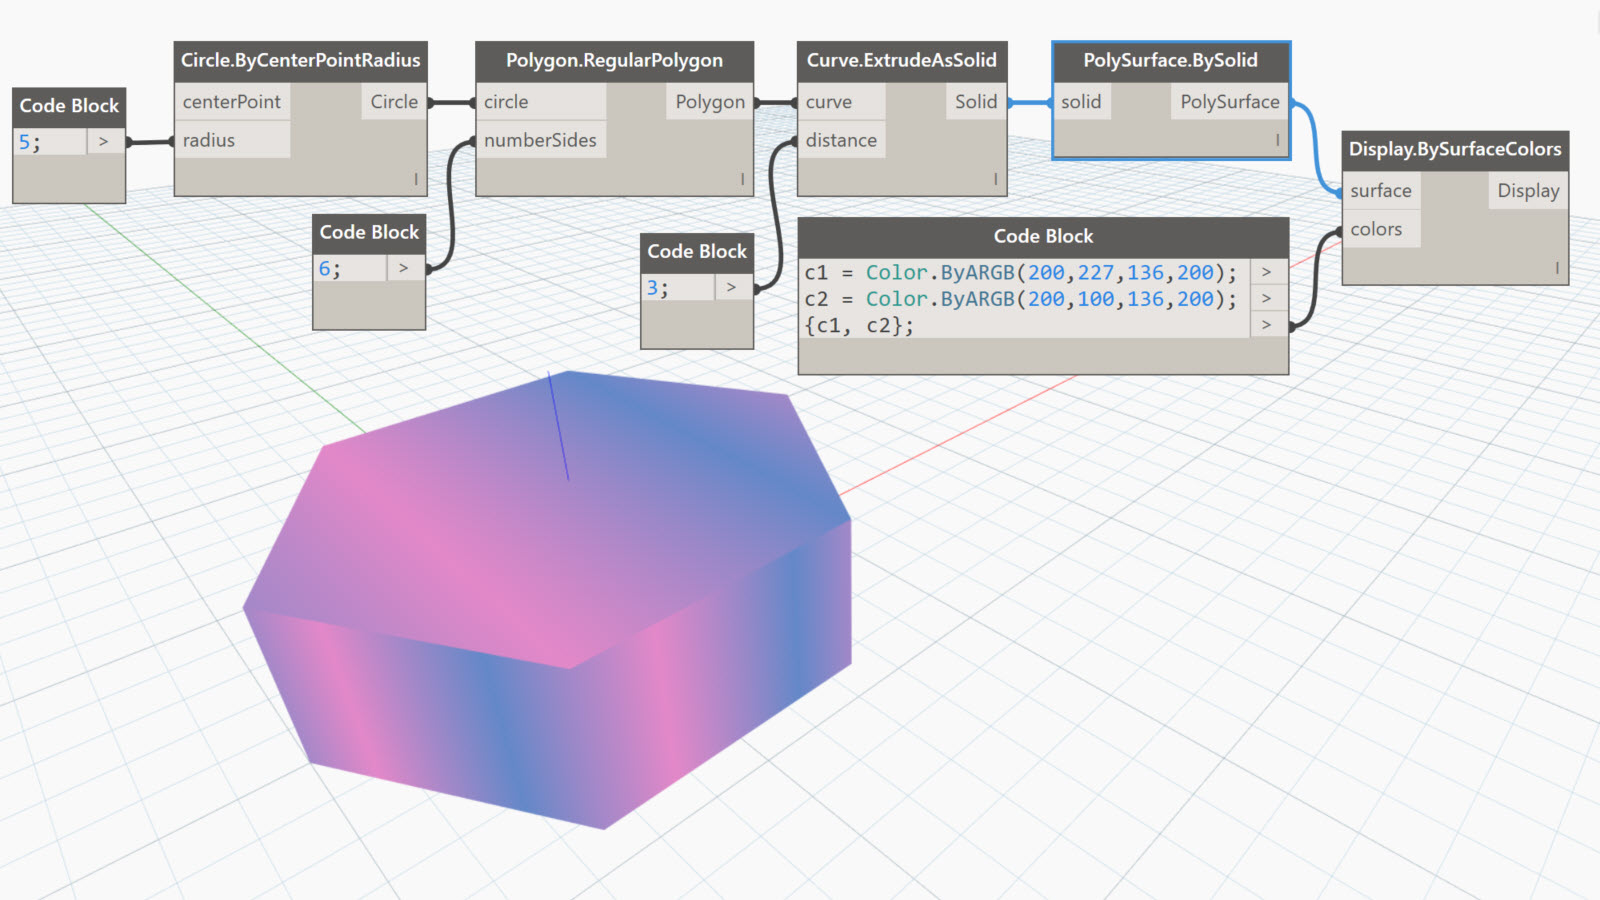 Code Block
5;
>
Circle.ByCenterPointRadius
centerPoint
Circle
radius
l
Code Block
6;
>
Polygon.RegularPolygon
circle
Polygon
numberSides
l
Code Block
3;
>
Curve.ExtrudeAsSolid
curve
Solid
distance
l
PolySurface.BySolid
solid
PolySurface
l
Code Block
c1 = Color.ByARGB(200,227,136,200);
>
c2 = Color.ByARGB(200,100,136,200);
>
{c1, c2};
>
Display.BySurfaceColors
surface
Display
colors
l